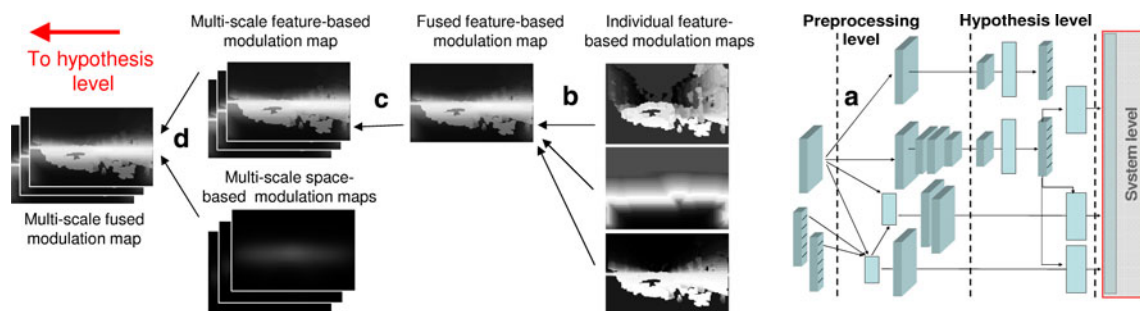 Multi-scale feature-based
modulation map
Fused feature-based
modulation map
Individual feature-
based modulation maps
To hypothesis
level
d
c
b
Multi-scale space-
based modulation maps
Multi-scale fused
modulation map
Preprocessing
level
Hypothesis level
a
System level